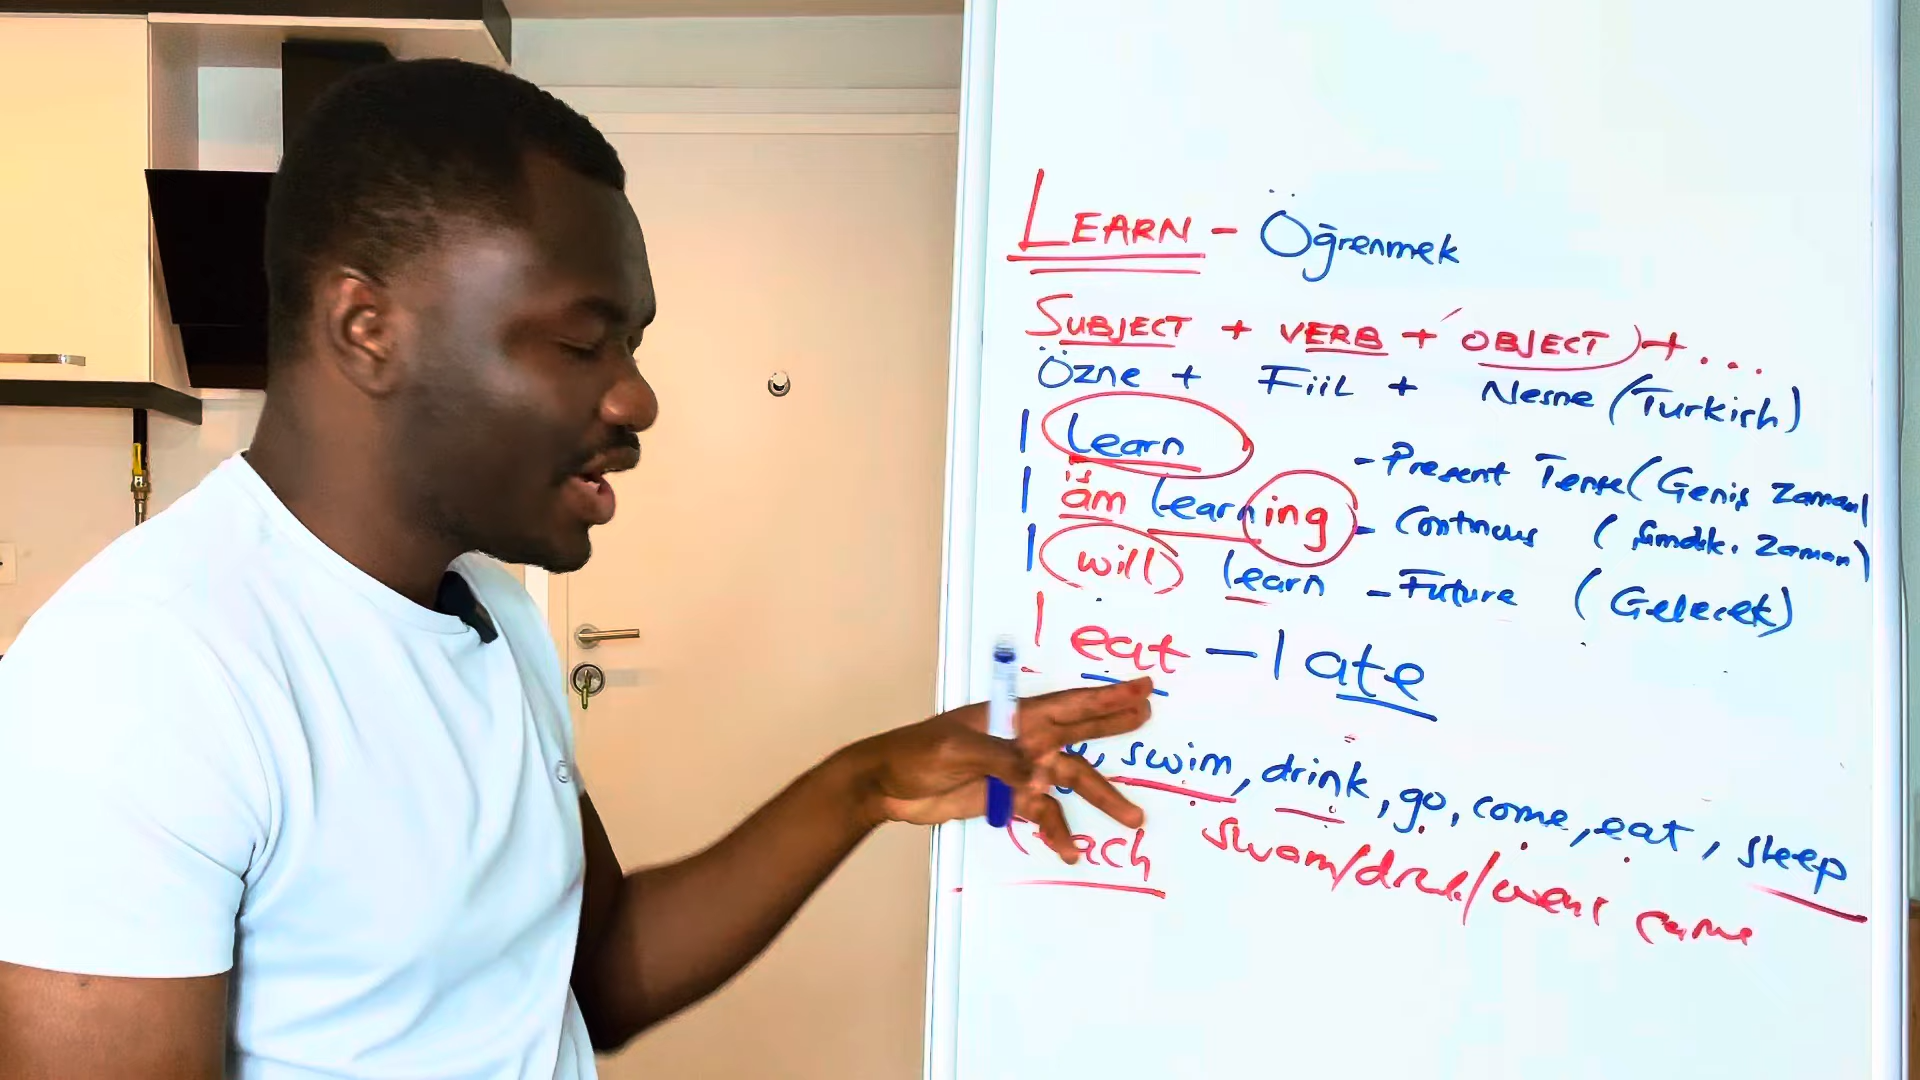 LEARN - Öğrenmek
SUBJECT + VERB + OBJECT) + ...
Özne + Fiil + Nesne (Turkish)
I learn - Present Tense (Geniş Zaman)
is
I am learning - Continous ( Zaman)
I will learn - Future (Gelecek)
I eat - I ate
, swim, drink, go, come, eat, sleep
swam/drank/went came